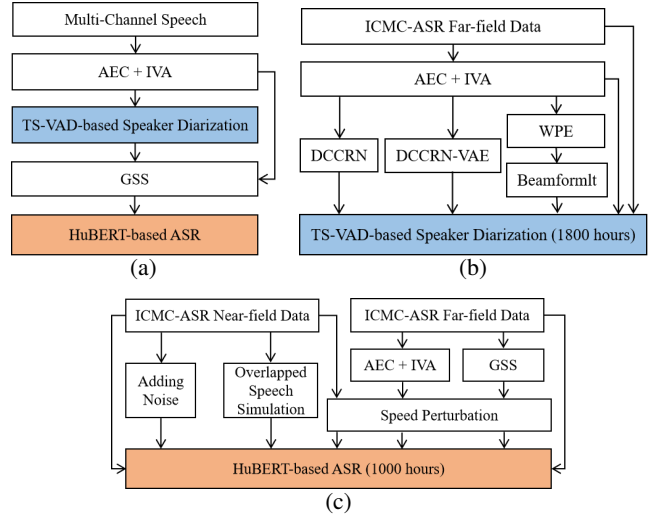 Multi-Channel Speech
AEC + IVA
TS-VAD-based Speaker Diarization
GSS
HuBERT-based ASR
(a)
ICMC-ASR Far-field Data
AEC + IVA
DCCRN
DCCRN-VAE
WPE
BeamformIt
TS-VAD-based Speaker Diarization (1800 hours)
(b)
ICMC-ASR Near-field Data
ICMC-ASR Far-field Data
Adding
Noise
Overlapped
Speech
Simulation
AEC + IVA
GSS
Speed Perturbation
HuBERT-based ASR (1000 hours)
(c)